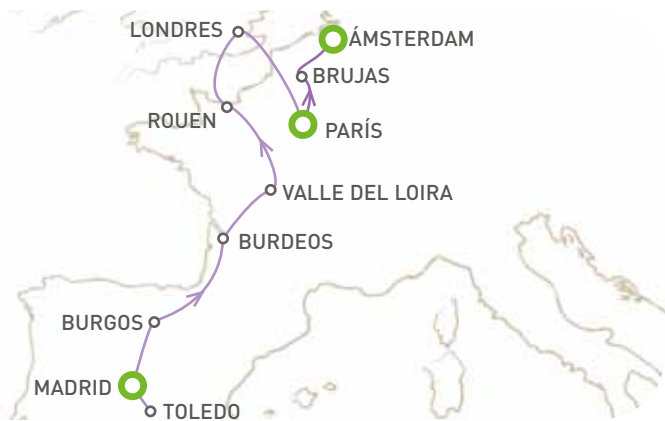 LONDRES
ÁMSTERDAM
BRUJAS
ROUEN
PARÍS
VALLE DEL LOIRA
BURDEOS
BURGOS
MADRID
TOLEDO